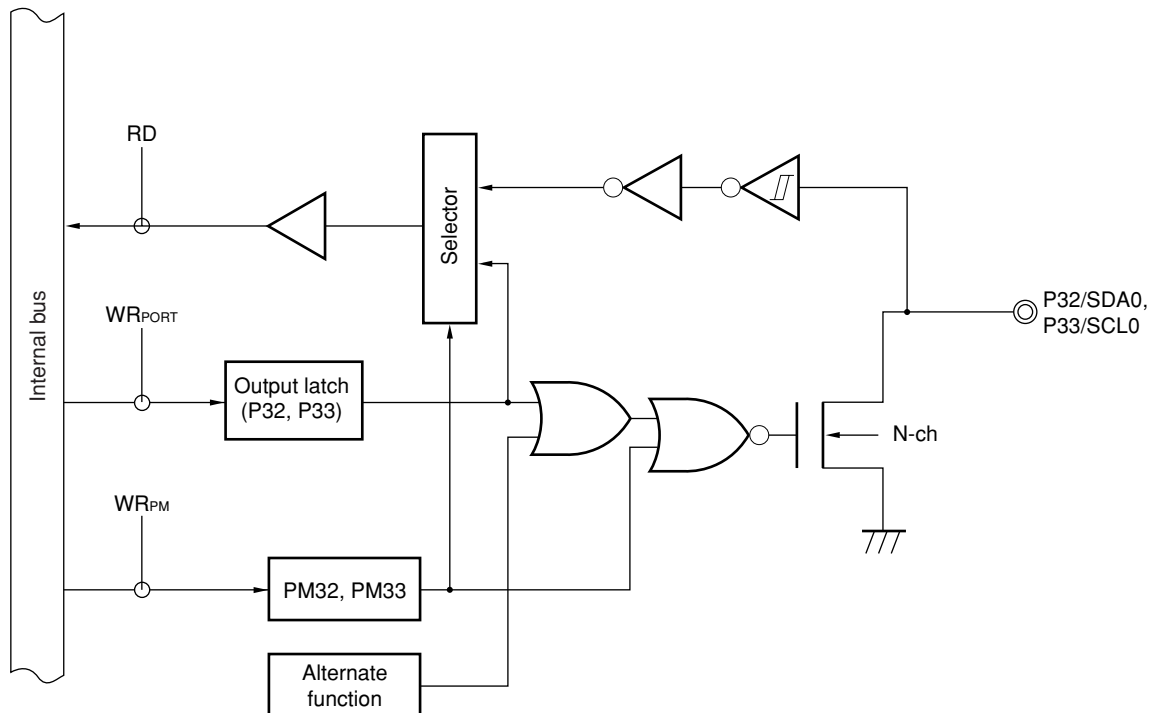 RD
Selector
Internal bus
WRPORT
P32/SDA0,
P33/SCL0
Output latch
(P32, P33)
N-ch
WRPM
PM32, PM33
Alternate
function